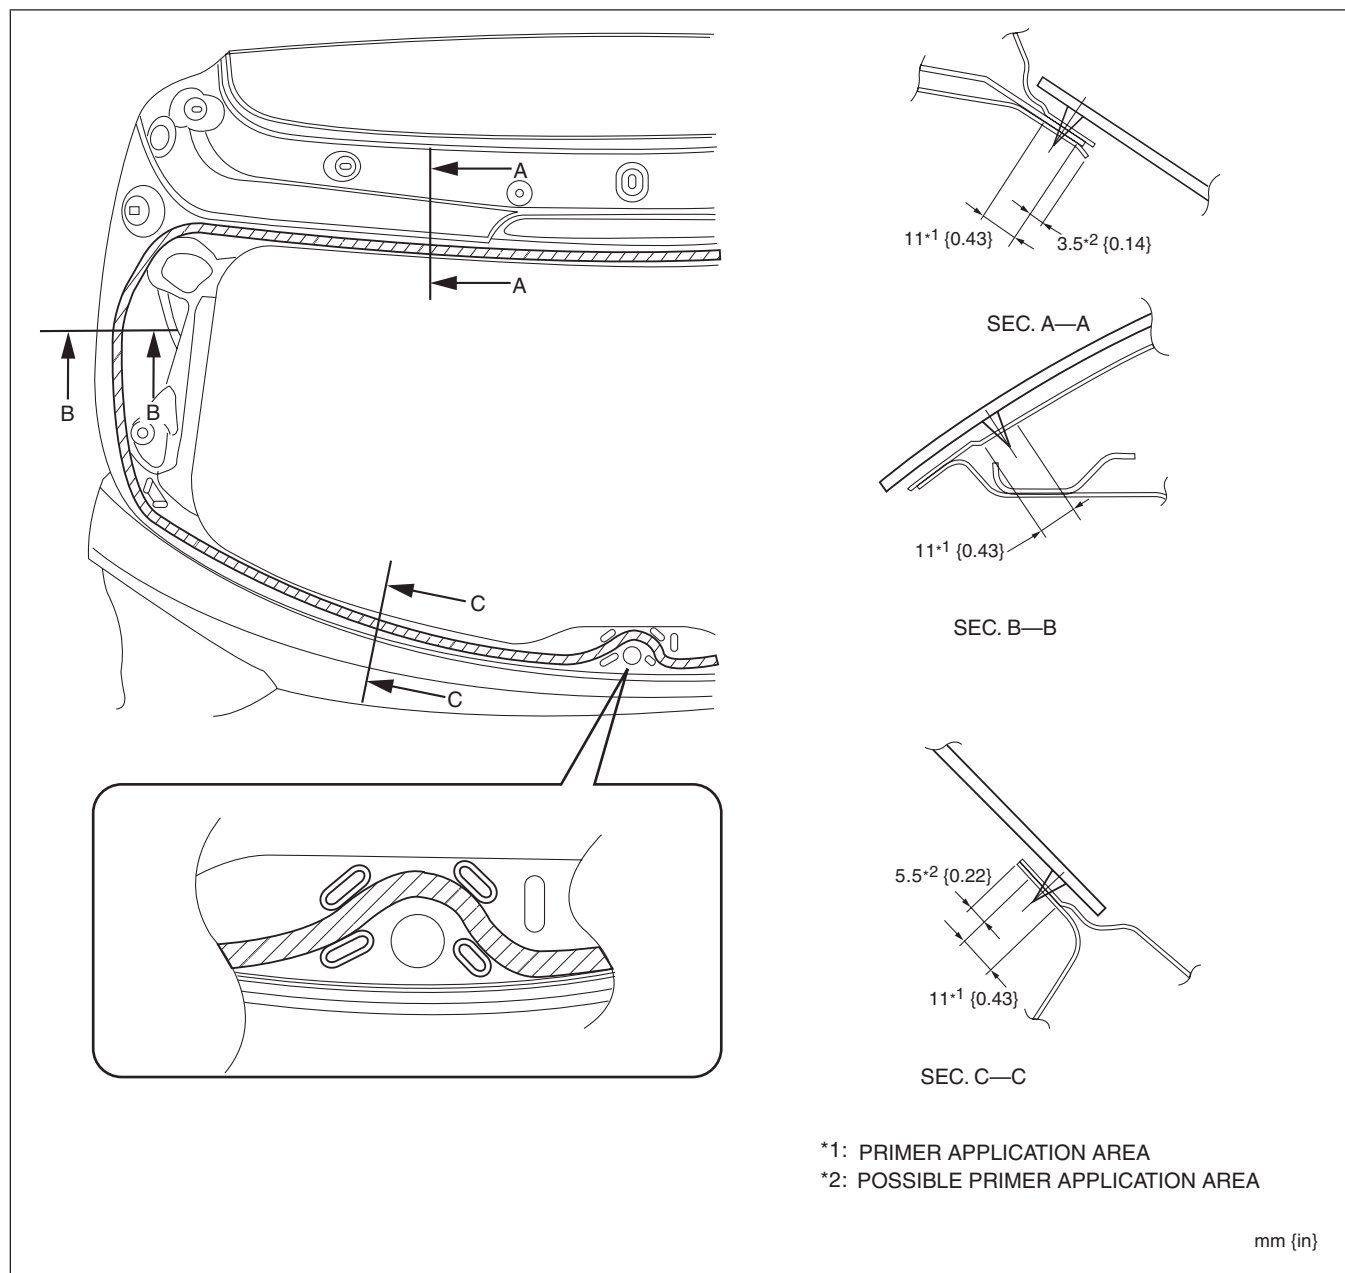 A
A
B
B
C
C
11*1 {0.43}
3.5*2 {0.14}
SEC. A—A
11*1 {0.43}
SEC. B—B
5.5*2 {0.22}
11*1 {0.43}
SEC. C—C
*1: PRIMER APPLICATION AREA
*2: POSSIBLE PRIMER APPLICATION AREA
mm {in}